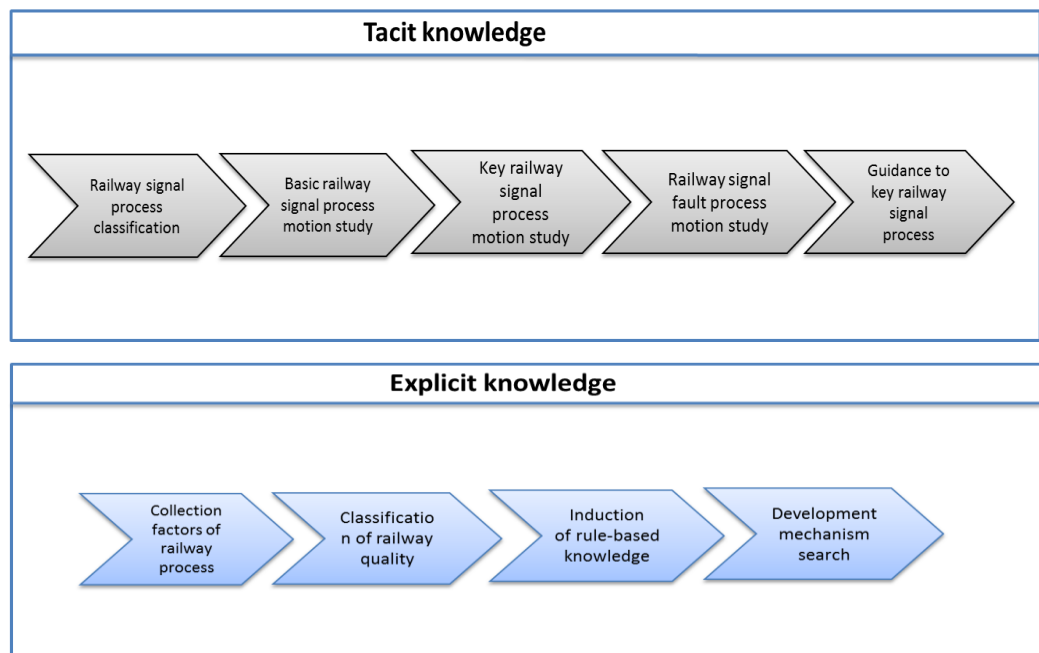 Tacit knowledge
Railway signal
process
classification
Basic railway
signal process
motion study
Key railway
signal
process
motion study
Railway signal
fault process
motion study
Guidance to
key railway
signal
process
Explicit knowledge
Collection
factors of
railway
process
Classificatio
n of railway
quality
Induction
of rule-based
knowledge
Development
mechanism
search